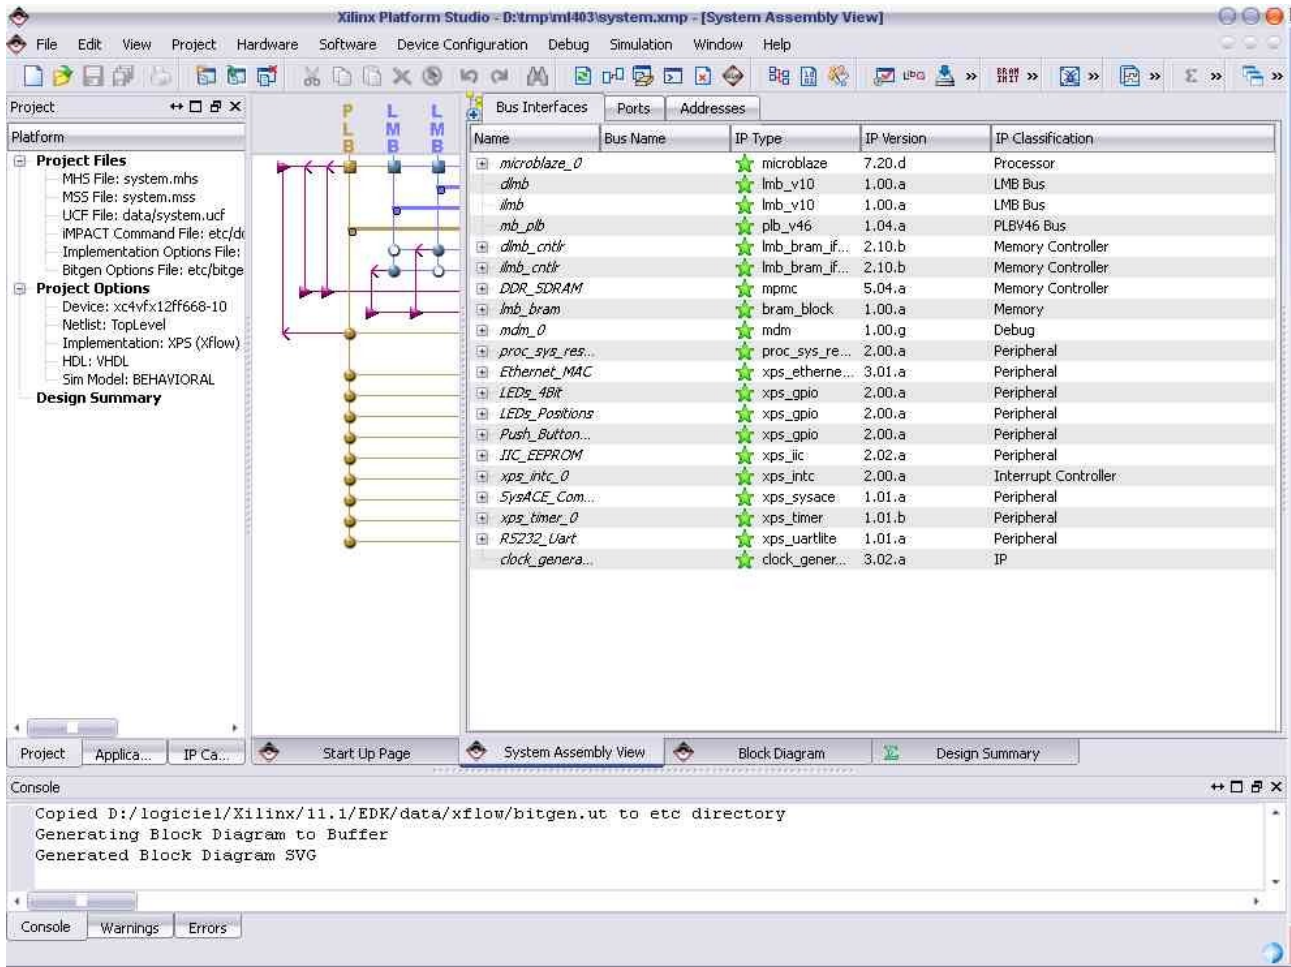 Xilinx Platform Studio - D:\tmp\ml403\system.xmp - [System Assembly View]
File Edit View Project Hardware Software Device Configuration Debug Simulation Window Help
Project
Platform
Project Files
MHS File: system.mhs
MSS File: system.mss
UCF File: data/system.ucf
iMPACT Command File: etc/do
Implementation Options File:
Bitgen Options File: etc/bitge
Project Options
Device: xc4vfx12ff668-10
Netlist: TopLevel
Implementation: XPS (Xflow)
HDL: VHDL
Sim Model: BEHAVIORAL
Design Summary
PLB LMB LMB
Bus Interfaces Ports Addresses
Name Bus Name IP Type IP Version IP Classification
microblaze_0 microblaze 7.20.d Processor
dlmb lmb_v10 1.00.a LMB Bus
ilmb lmb_v10 1.00.a LMB Bus
mb_plb plb_v46 1.04.a PLBV46 Bus
dlmb_cntlr lmb_bram_if... 2.10.b Memory Controller
ilmb_cntlr lmb_bram_if... 2.10.b Memory Controller
DDR_SDRAM mpmc 5.04.a Memory Controller
lmb_bram bram_block 1.00.a Memory
mdm_0 mdm 1.00.g Debug
proc_sys_res... proc_sys_re... 2.00.a Peripheral
Ethernet_MAC xps_etherne... 3.01.a Peripheral
LEDs_4Bit xps_gpio 2.00.a Peripheral
LEDs_Positions xps_gpio 2.00.a Peripheral
Push_Button... xps_gpio 2.00.a Peripheral
IIC_EEPROM xps_iic 2.02.a Peripheral
xps_intc_0 xps_intc 2.00.a Interrupt Controller
SysACE_Com... xps_sysace 1.01.a Peripheral
xps_timer_0 xps_timer 1.01.b Peripheral
RS232_Uart xps_uartlite 1.01.a Peripheral
clock_genera... clock_gener... 3.02.a IP
Project Applica... IP Ca...
Start Up Page System Assembly View Block Diagram Design Summary
Console
Copied D:/logiciel/Xilinx/11.1/EDK/data/xflow/bitgen.ut to etc directory
Generating Block Diagram to Buffer
Generated Block Diagram SVG
Console Warnings Errors